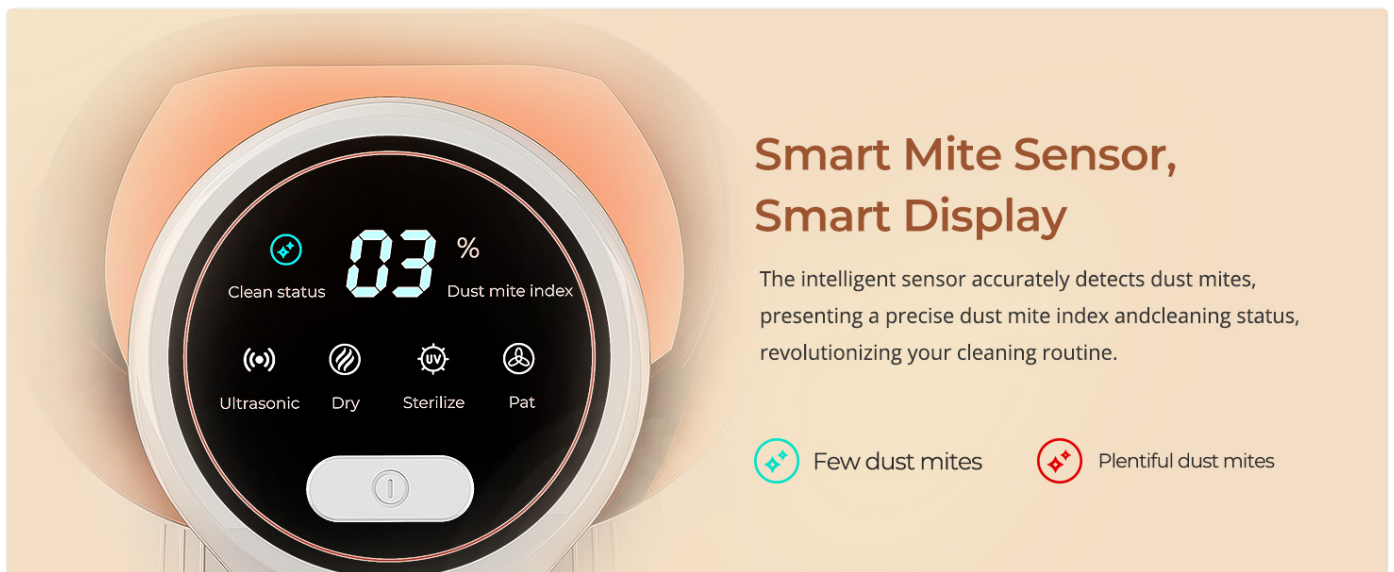 Smart Mite Sensor,
Smart Display
The intelligent sensor accurately detects dust mites,
presenting a precise dust mite index andcleaning status,
revolutionizing your cleaning routine.
Few dust mites
Plentiful dust mites
03 %
Clean status
Dust mite index
UV
Ultrasonic
Dry
Sterilize
Pat